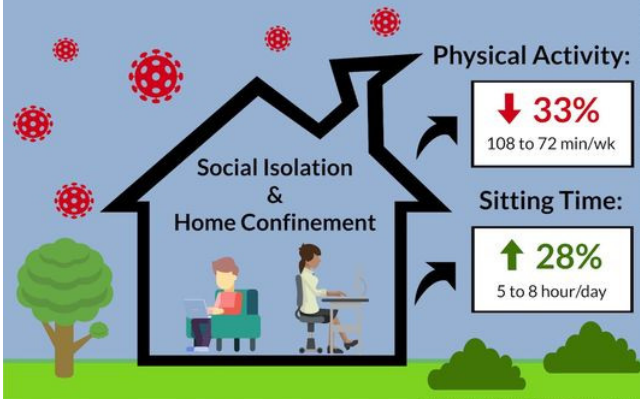 Physical Activity:
33%
108 to 72 min/wk
Social Isolation
&
Home Confinement
Sitting Time:
28%
5 to 8 hour/day